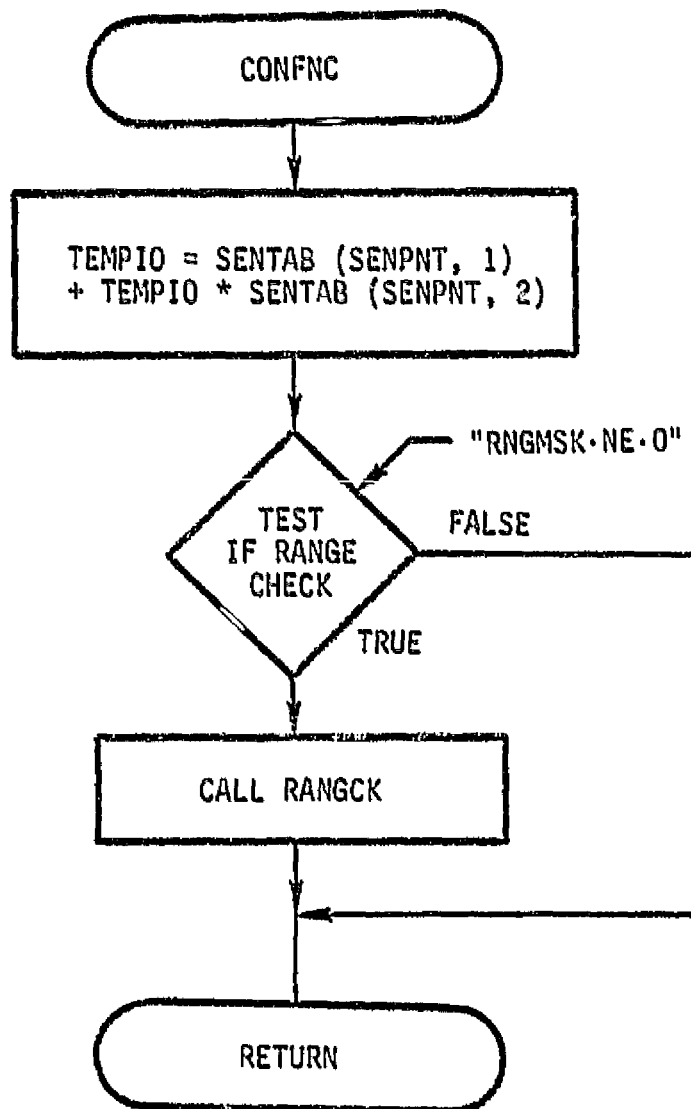 CONFNC
TEMPIO = SENTAB (SENPNT, 1)
+ TEMPIO * SENTAB (SENPNT, 2)
"RNGMSK·NE·0"
TEST
IF RANGE
CHECK
FALSE
TRUE
CALL RANGCK
RETURN